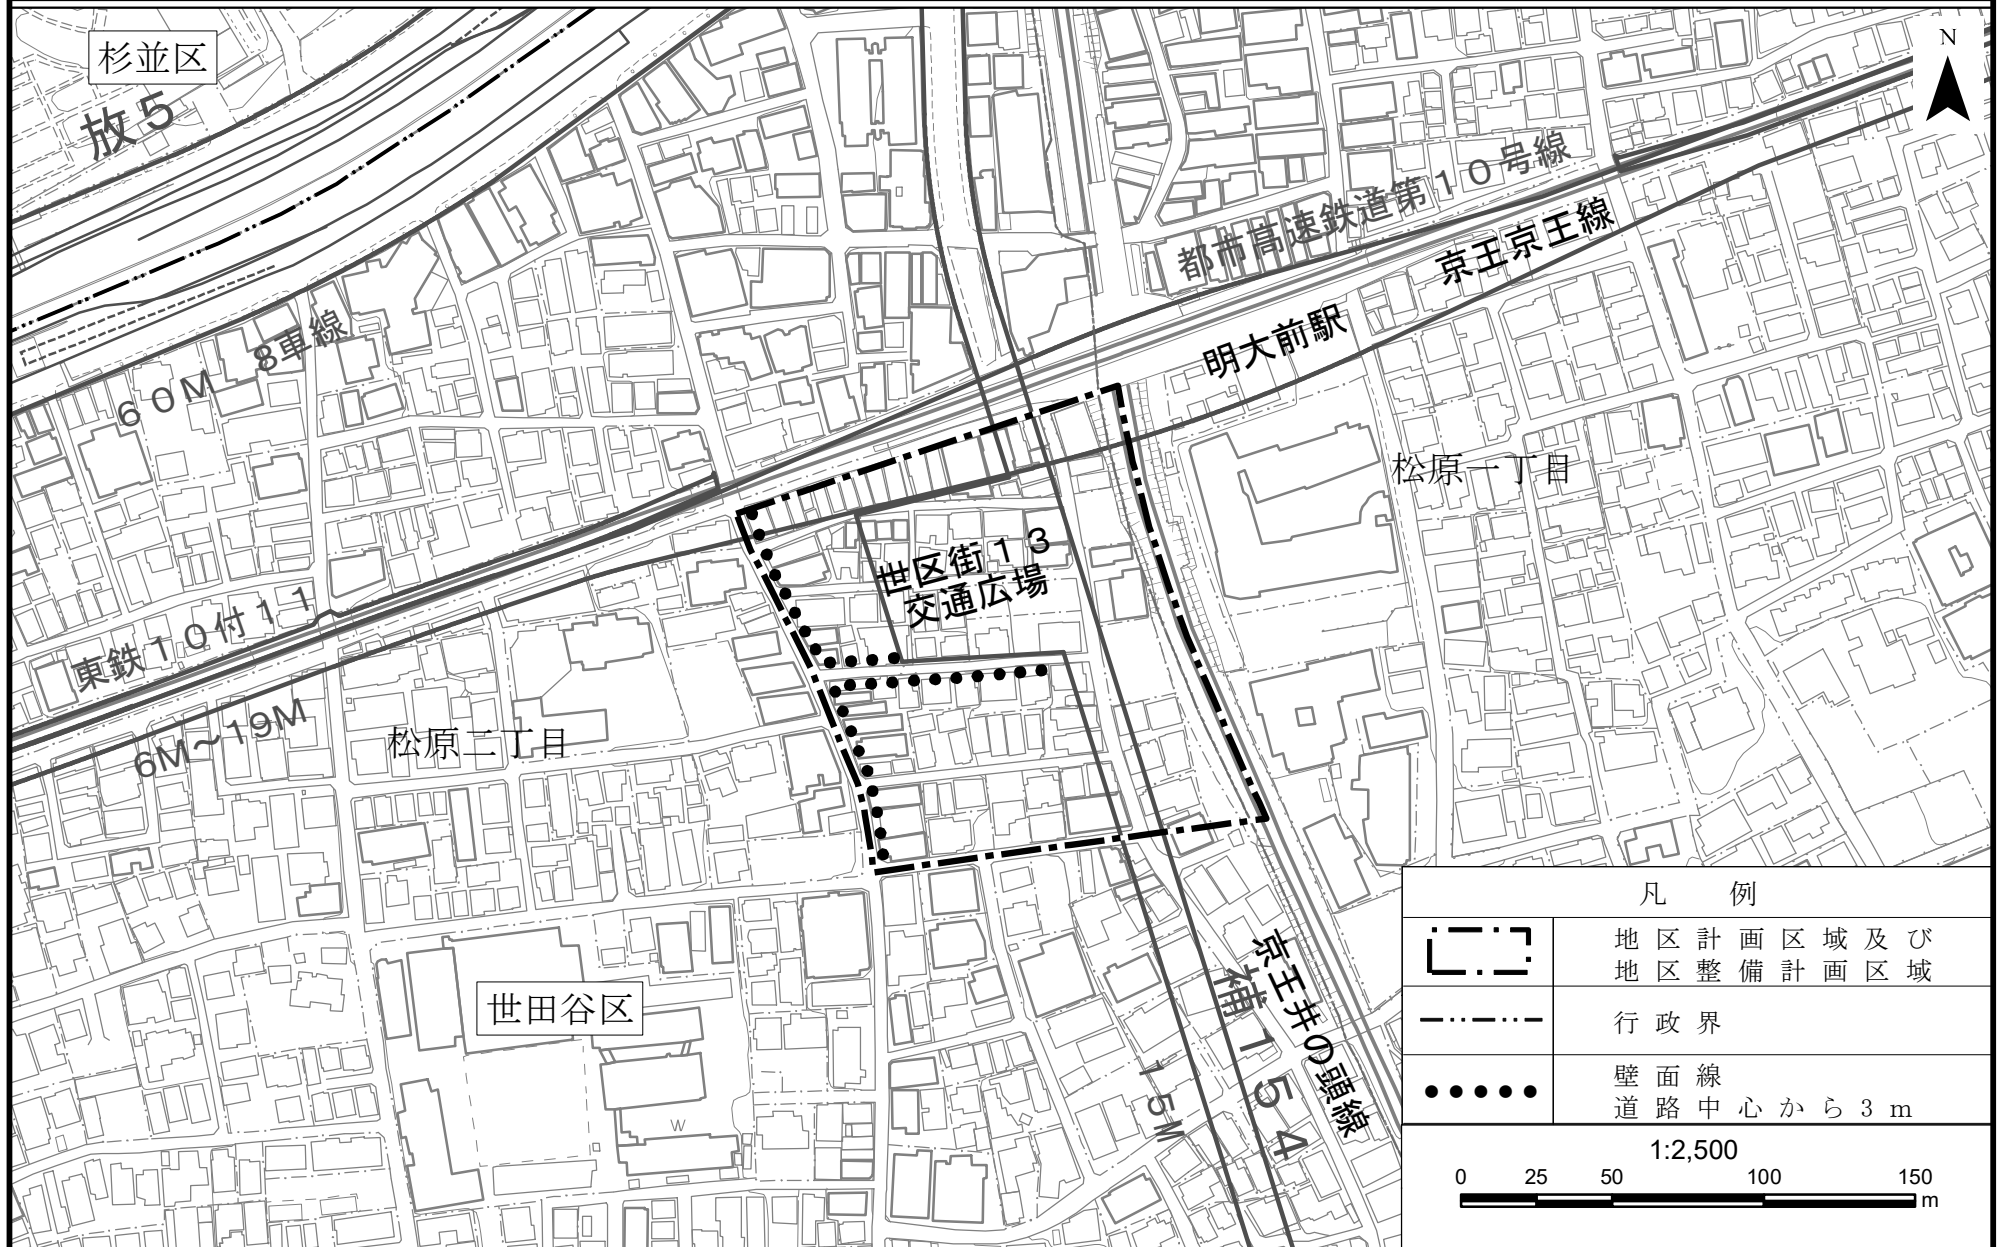 杉並区
N
放5
都市高速鉄道第10号線
京王京王線
明大前駅
8車線
60M
松原一丁目
世区街13
交通広場
東鉄10付11
6M～19M
松原二丁目
世田谷区
京王井の頭線
補154
15M
W
凡 例
地区計画区域及び
地区整備計画区域
行政界
壁面線
道路中心から3m
1:2,500
0 25 50 100 150
m